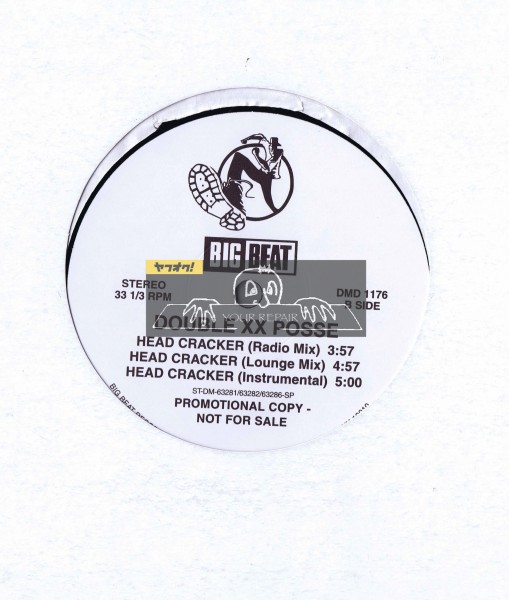 BIG BEAT
ヤフオク!
STEREO
33 1/3 RPM
DMD 1176
B SIDE
YOUR REPAIR
DOUBLE XX POSSE
HEAD CRACKER (Radio Mix) 3:57
HEAD CRACKER (Lounge Mix) 4:57
HEAD CRACKER (Instrumental) 5:00
ST-DM-63281/63282/63286-SP
PROMOTIONAL COPY -
NOT FOR SALE
BIG BEAT